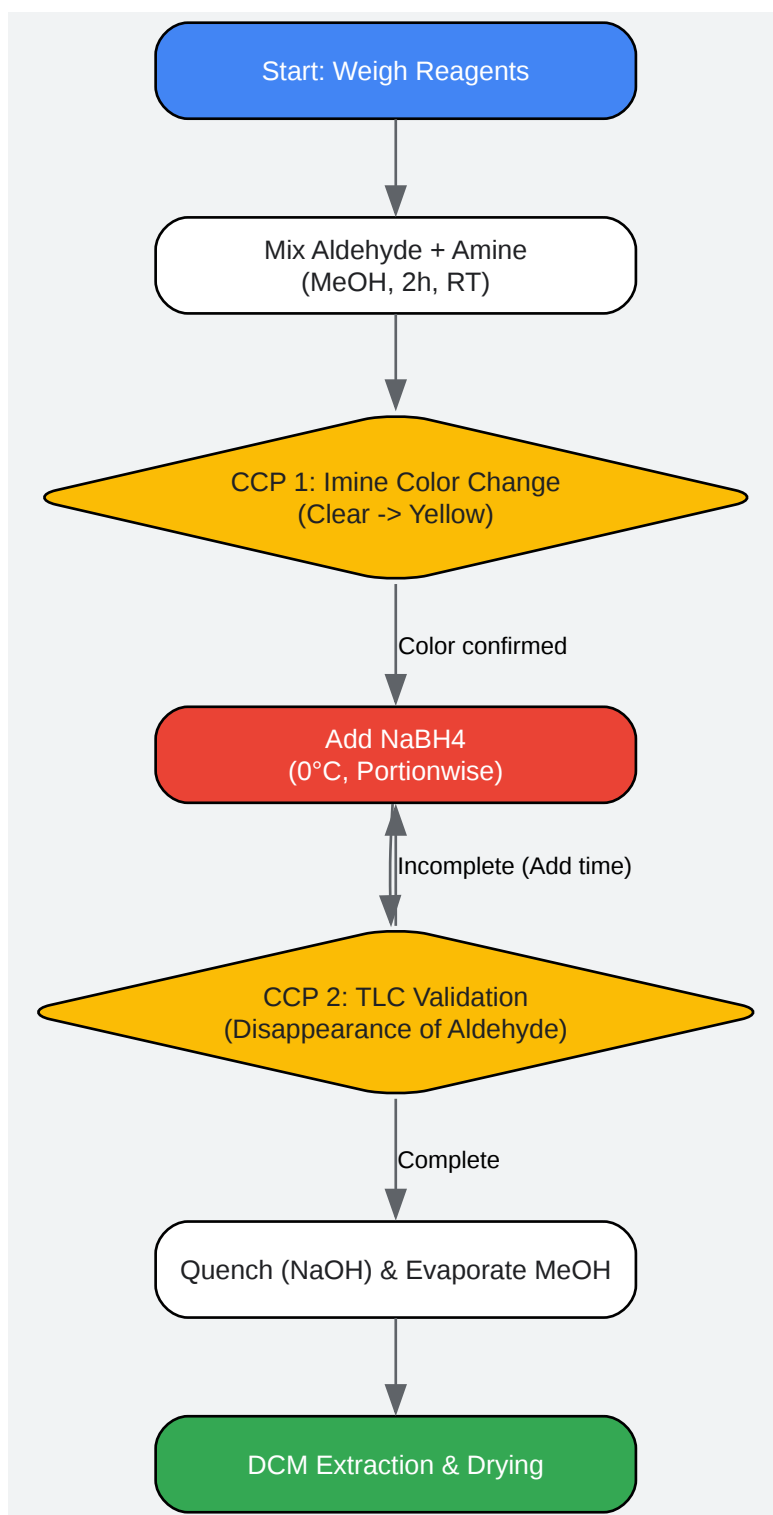 Start: Weigh Reagents
Mix Aldehyde + Amine
(MeOH, 2h, RT)
CCP 1: Imine Color Change
(Clear -> Yellow)
Color confirmed
Add NaBH4
(0°C, Portionwise)
Incomplete (Add time)
CCP 2: TLC Validation
(Disappearance of Aldehyde)
Complete
Quench (NaOH) & Evaporate MeOH
DCM Extraction & Drying